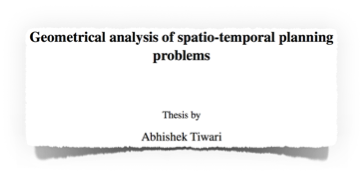 Geometrical analysis of spatio-temporal planning
problems
Thesis by
Abhishek Tiwari